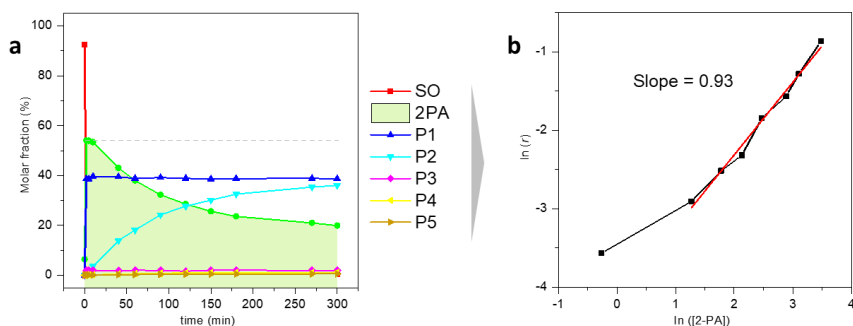 a
100
80
60
40
20
0
Molar fraction (%)
0 50 100 150 200 250 300
time (min)
SO
2PA
P1
P2
P3
P4
P5
b
-1
-2
-3
-4
ln (r)
Slope = 0.93
-1 0 1 2 3 4
ln ([2-PA])